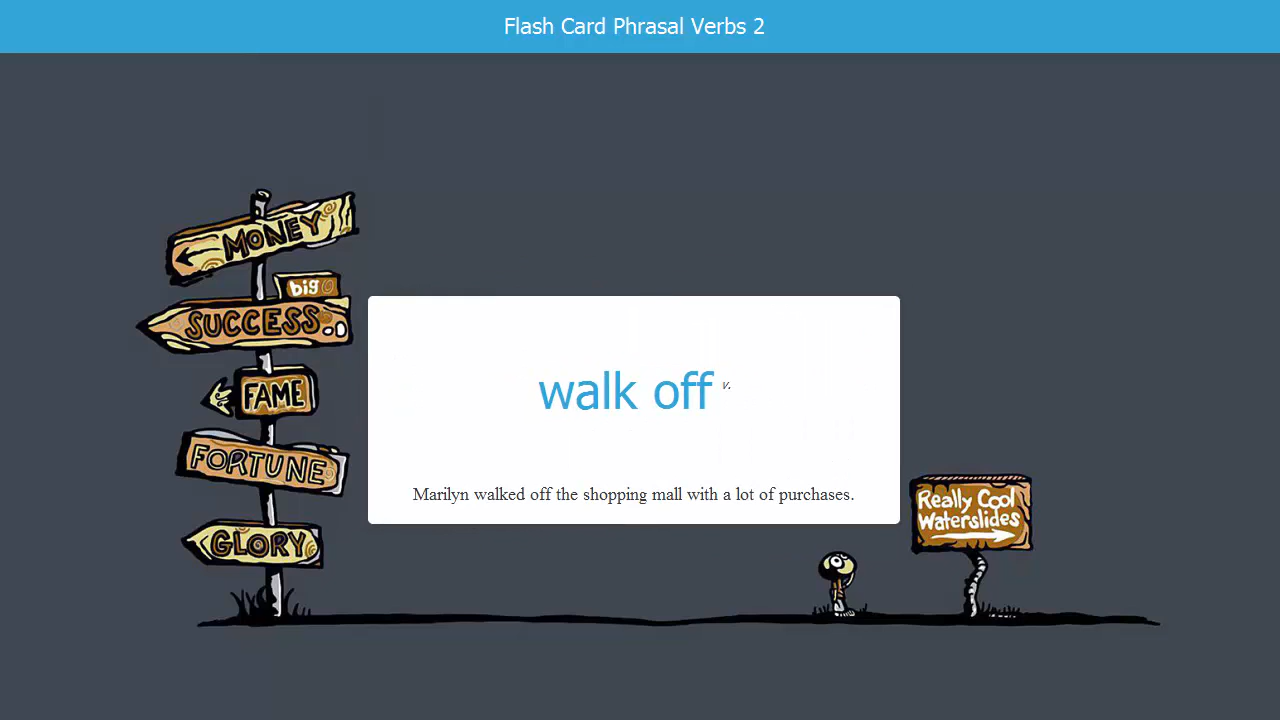 Flash Card Phrasal Verbs 2
MONEY
big
SUCCESS
FAME
FORTUNE
GLORY
walk off v.
Marilyn walked off the shopping mall with a lot of purchases.
Really Cool
Waterslides